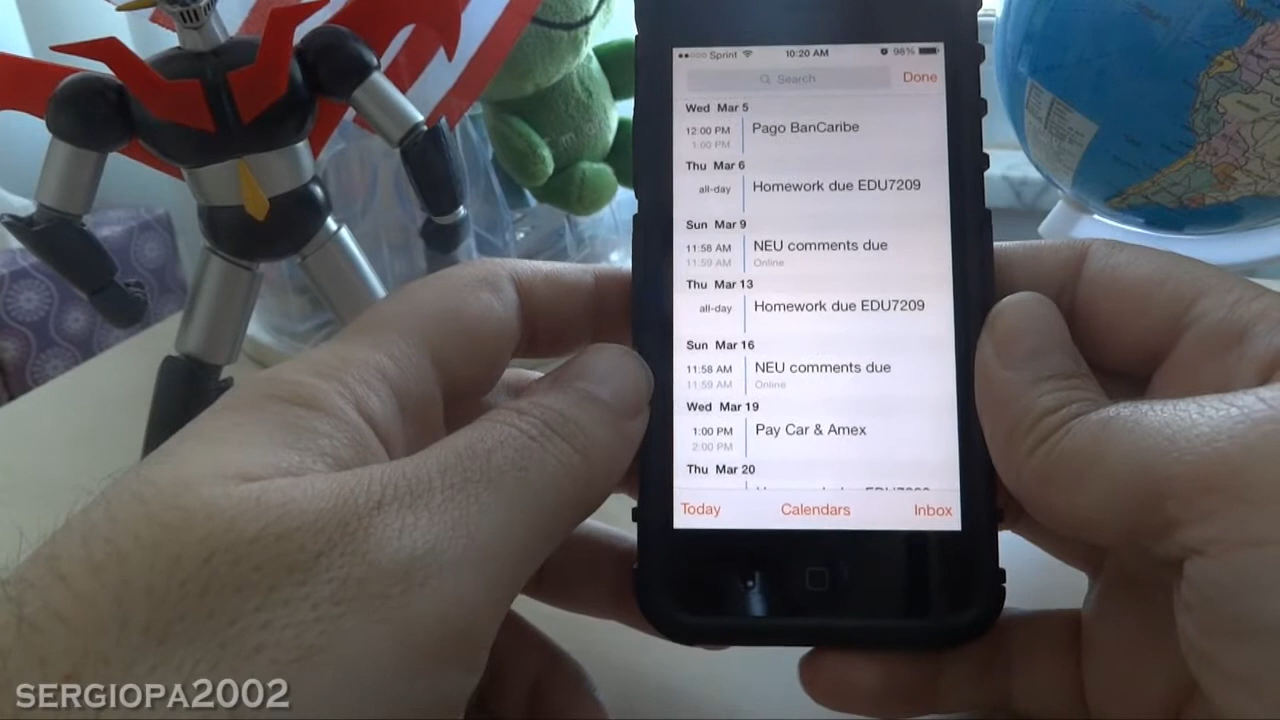 Sprint 10:20 AM 98%
Search Done
Wed Mar 5
12:00 PM Pago BanCaribe
1:00 PM
Thu Mar 6
all-day Homework due EDU7209
Sun Mar 9
11:58 AM NEU comments due
11:59 AM Online
Thu Mar 13
all-day Homework due EDU7209
Sun Mar 16
11:58 AM NEU comments due
11:59 AM Online
Wed Mar 19
1:00 PM Pay Car & Amex
2:00 PM
Thu Mar 20
Today Calendars Inbox
SERGIOPA2002